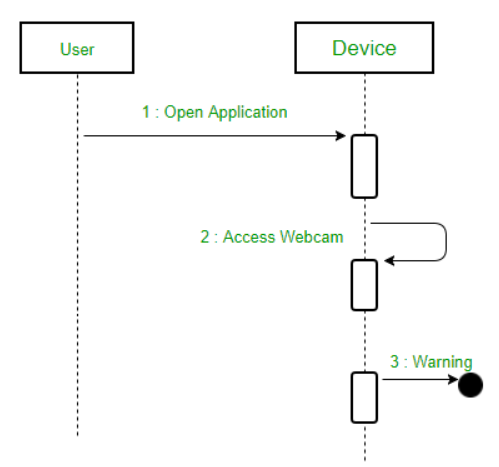 User
Device
1 : Open Application
2 : Access Webcam
3 : Warning